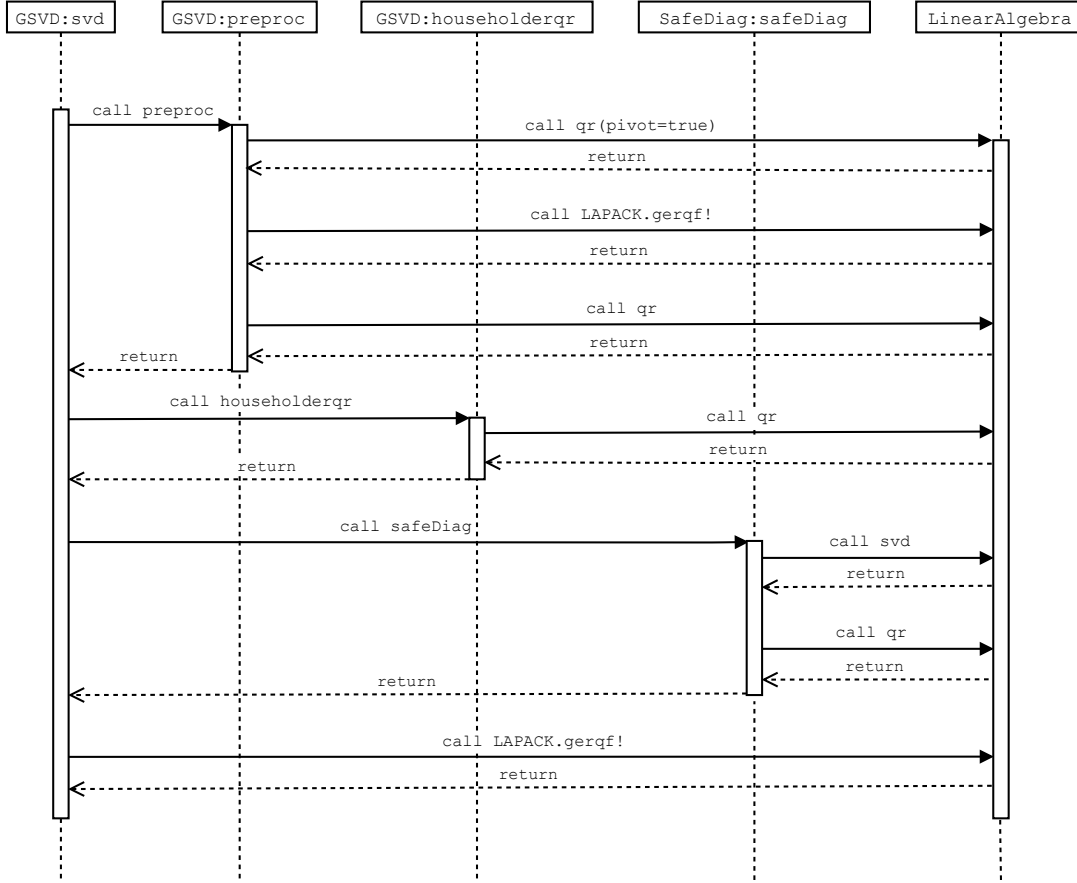 GSVD:svd
GSVD:preproc
GSVD:householderqr
SafeDiag:safeDiag
LinearAlgebra
call preproc
call qr(pivot=true)
return
call LAPACK.gerqf!
return
call qr
return
return
call householderqr
call qr
return
return
call safeDiag
call svd
return
call qr
return
return
call LAPACK.gerqf!
return